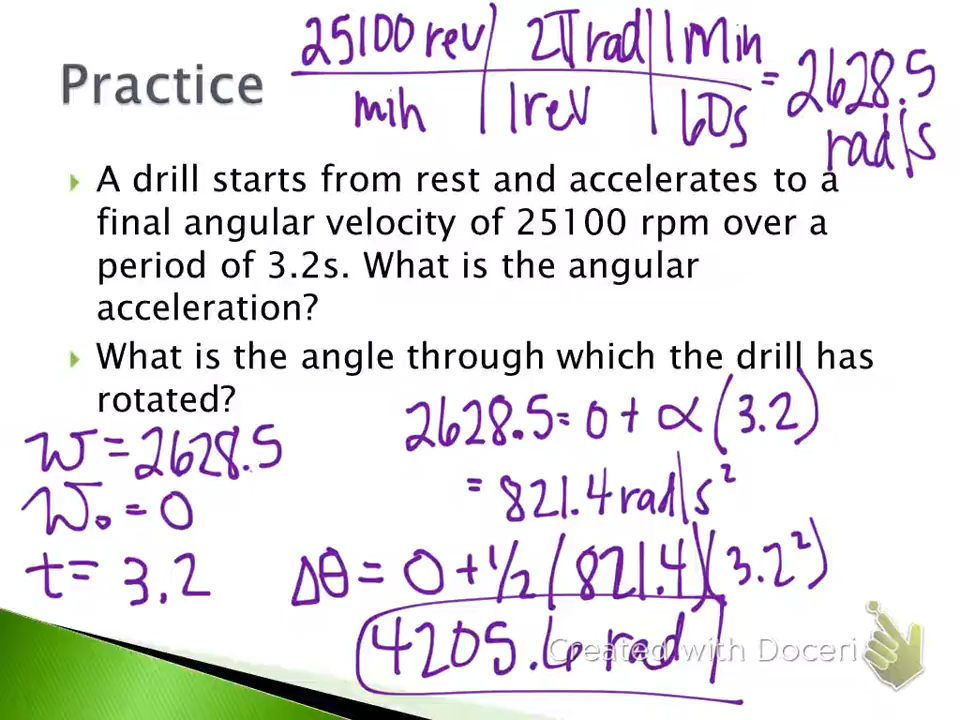 Practice
25100 rev | 2π rad | 1 Min
min | 1 rev | 60s
= 2628.5
rad/s
A drill starts from rest and accelerates to a
final angular velocity of 25100 rpm over a
period of 3.2s. What is the angular
acceleration?
What is the angle through which the drill has
rotated?
W = 2628.5
W₀ = 0
t = 3.2
2628.5 = 0 + α (3.2)
= 821.4 rad/s²
Δθ = 0 + 1/2 (821.4)(3.2²)
4205.4 rad
Created with Doceri